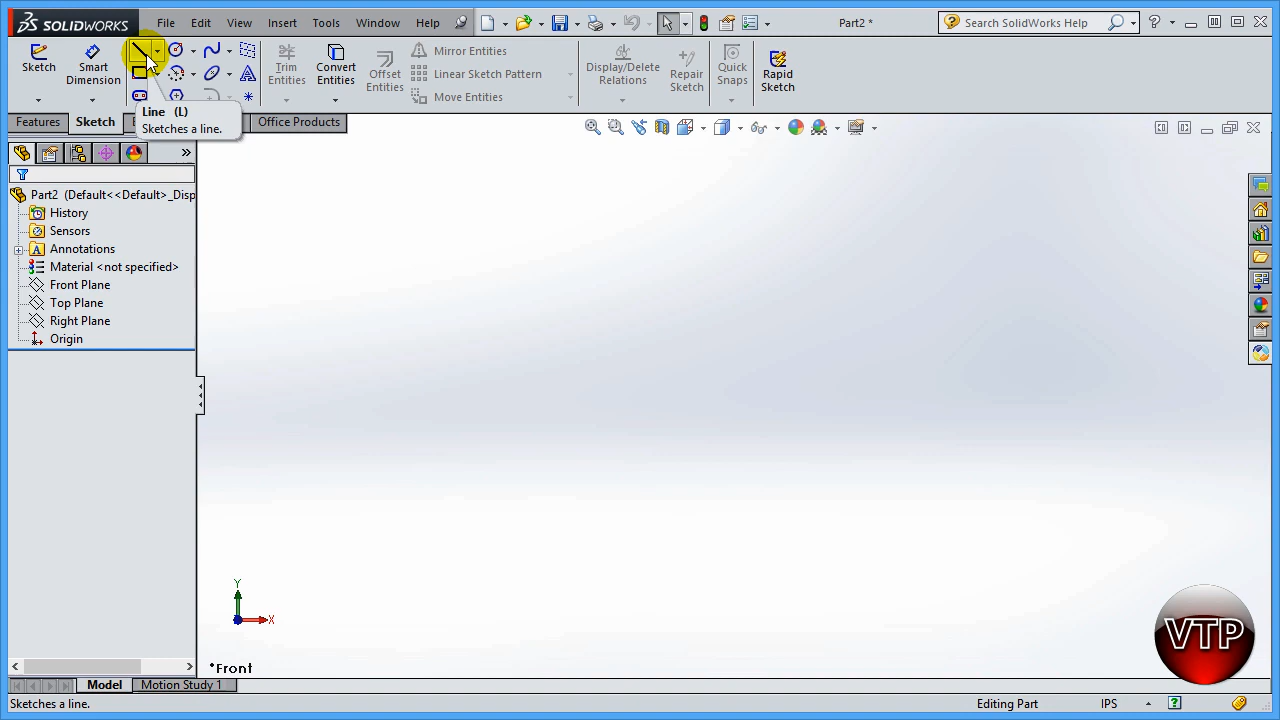 SOLIDWORKS File Edit View Insert Tools Window Help Part2 * Search SolidWorks Help
Sketch
Smart
Dimension
Trim
Entities
Convert
Entities
Offset
Entities
Mirror Entities
Linear Sketch Pattern
Move Entities
Display/Delete
Relations
Repair
Sketch
Quick
Snaps
Rapid
Sketch
Line (L)
Sketches a line.
Features Sketch Office Products
Part2 (Default<<Default>_Disp
History
Sensors
Annotations
Material <not specified>
Front Plane
Top Plane
Right Plane
Origin
Y
X
*Front
VTP
Model Motion Study 1
Sketches a line. Editing Part IPS